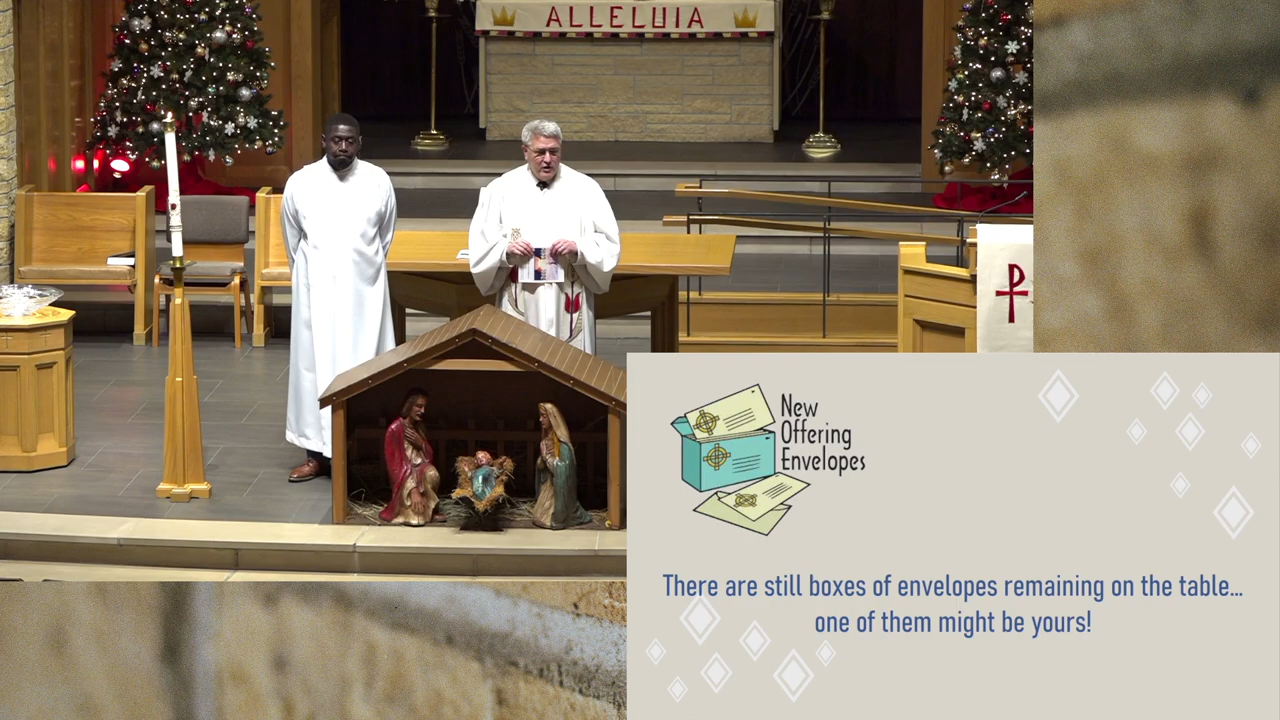 ALLELUIA
New
Offering
Envelopes
There are still boxes of envelopes remaining on the table...
one of them might be yours!